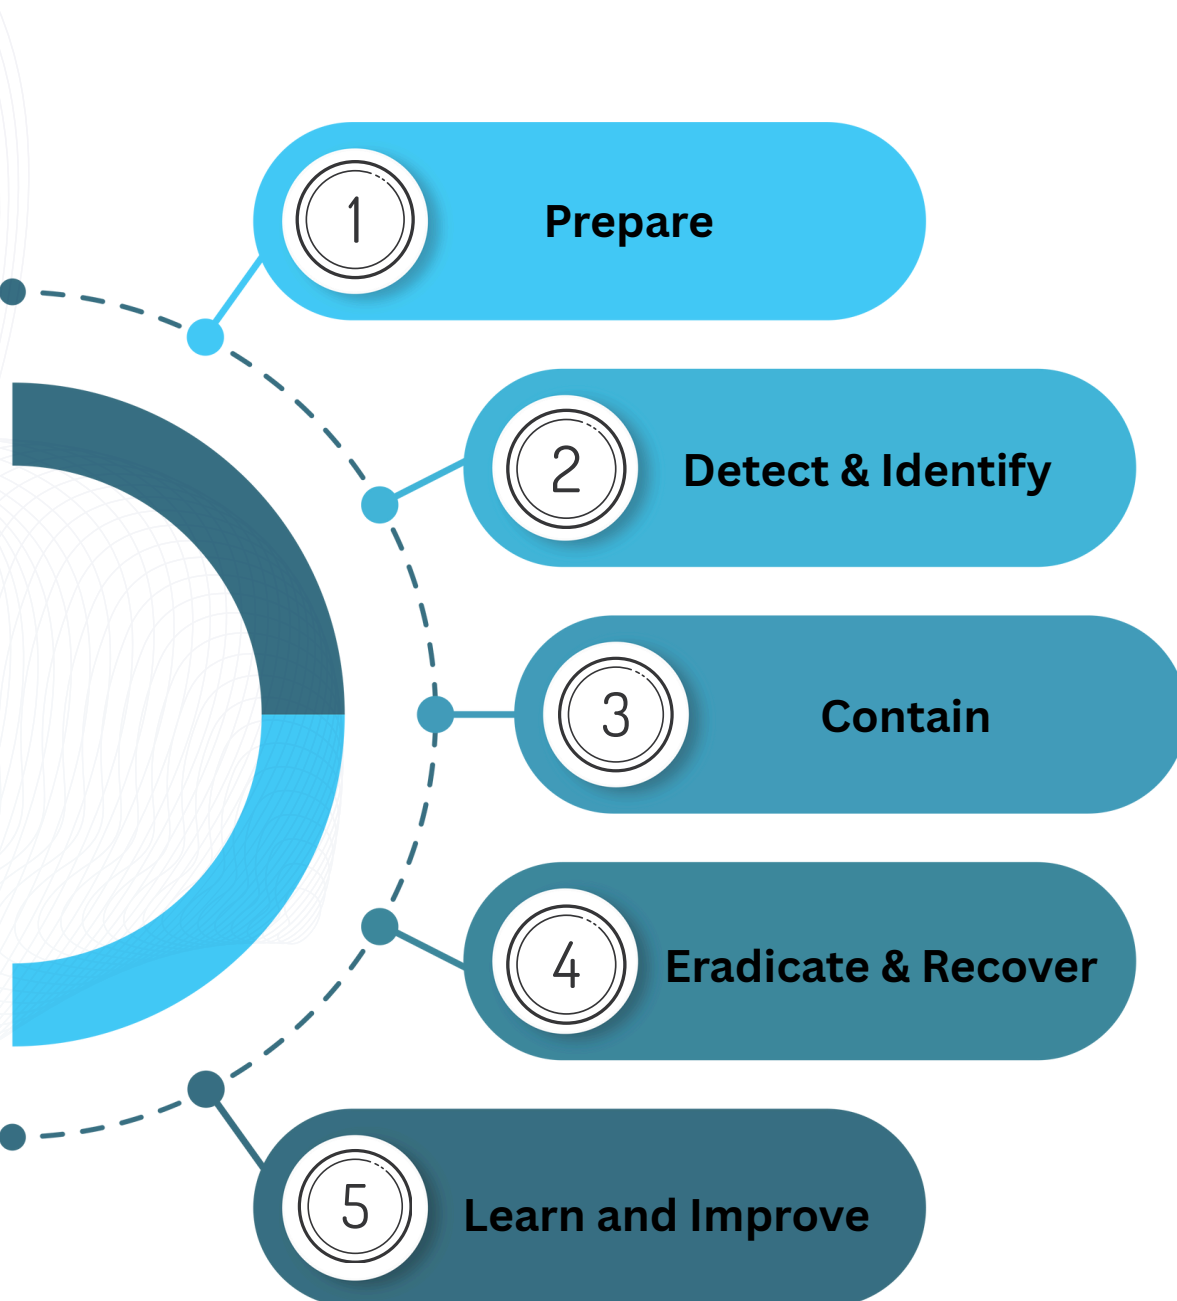 1
Prepare
2
Detect & Identify
3
Contain
4
Eradicate & Recover
5
Learn and Improve